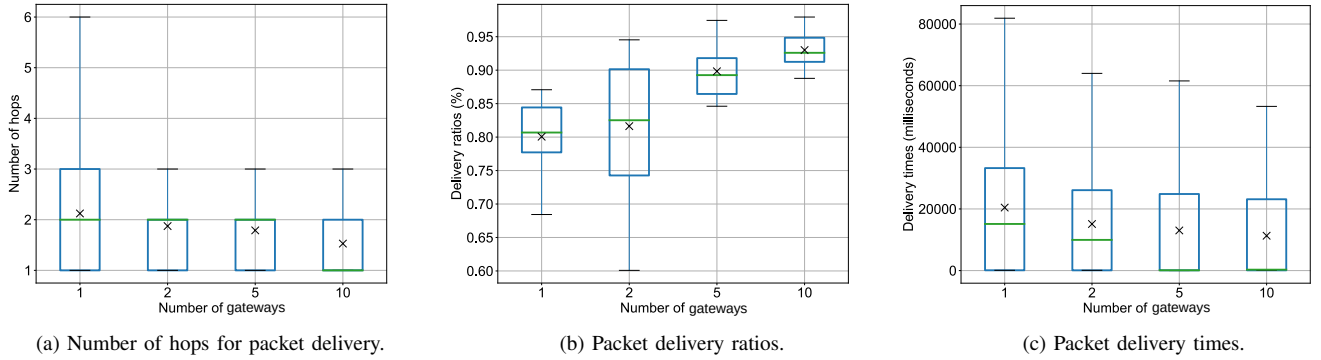 6
5
4
3
2
1
Number of hops
1 2 5 10
Number of gateways
(a) Number of hops for packet delivery.
0.95
0.90
0.85
0.80
0.75
0.70
0.65
0.60
Delivery ratios (%)
1 2 5 10
Number of gateways
(b) Packet delivery ratios.
80000
60000
40000
20000
0
Delivery times (milliseconds)
1 2 5 10
Number of gateways
(c) Packet delivery times.